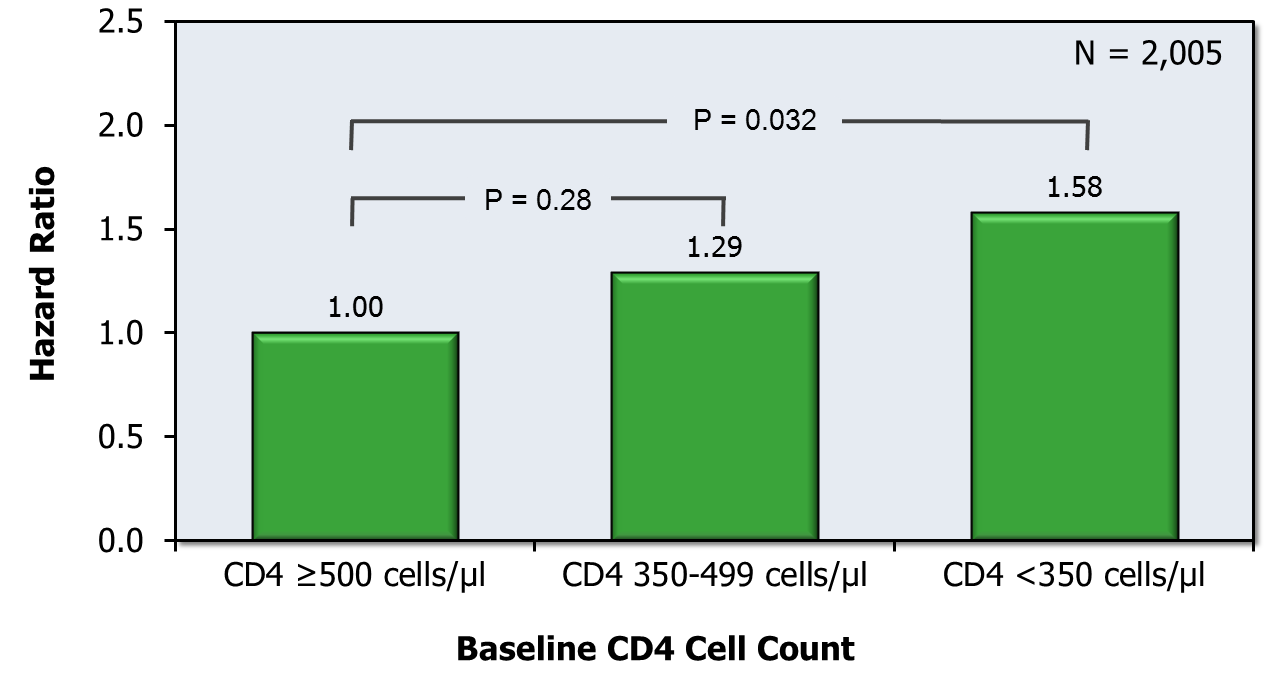 2.5
N = 2,005
2.0
P = 0.032
1.58
P = 0.28
1.5
1.29
1.00
1.0
0.5
0.0
Hazard Ratio
CD4 ≥500 cells/µl
CD4 350-499 cells/µl
CD4 <350 cells/µl
Baseline CD4 Cell Count